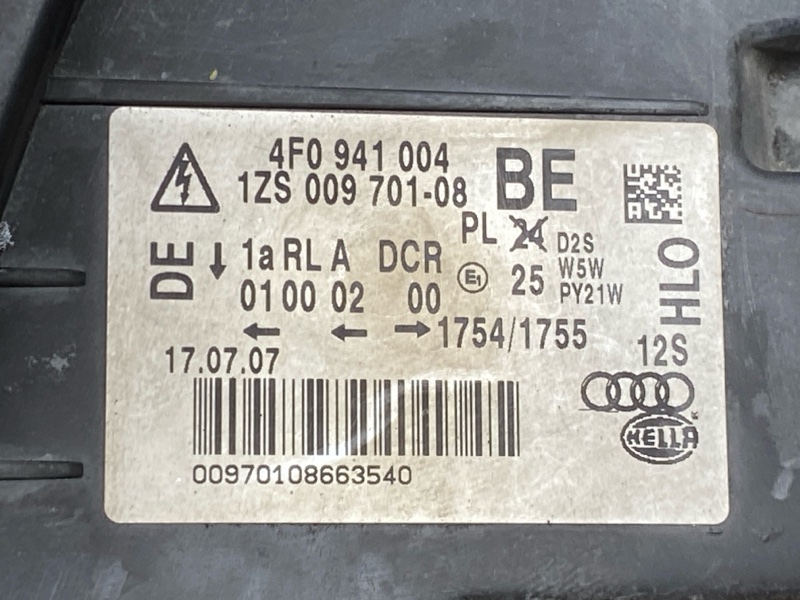 4F0 941 004
1ZS 009 701-08
BE
PL 24 D2S
25 W5W
PY21W
DE
1a RL A DCR
01 00 02 00
E1
HLO
1754/1755
17.07.07
12S
HELLA
00970108663540